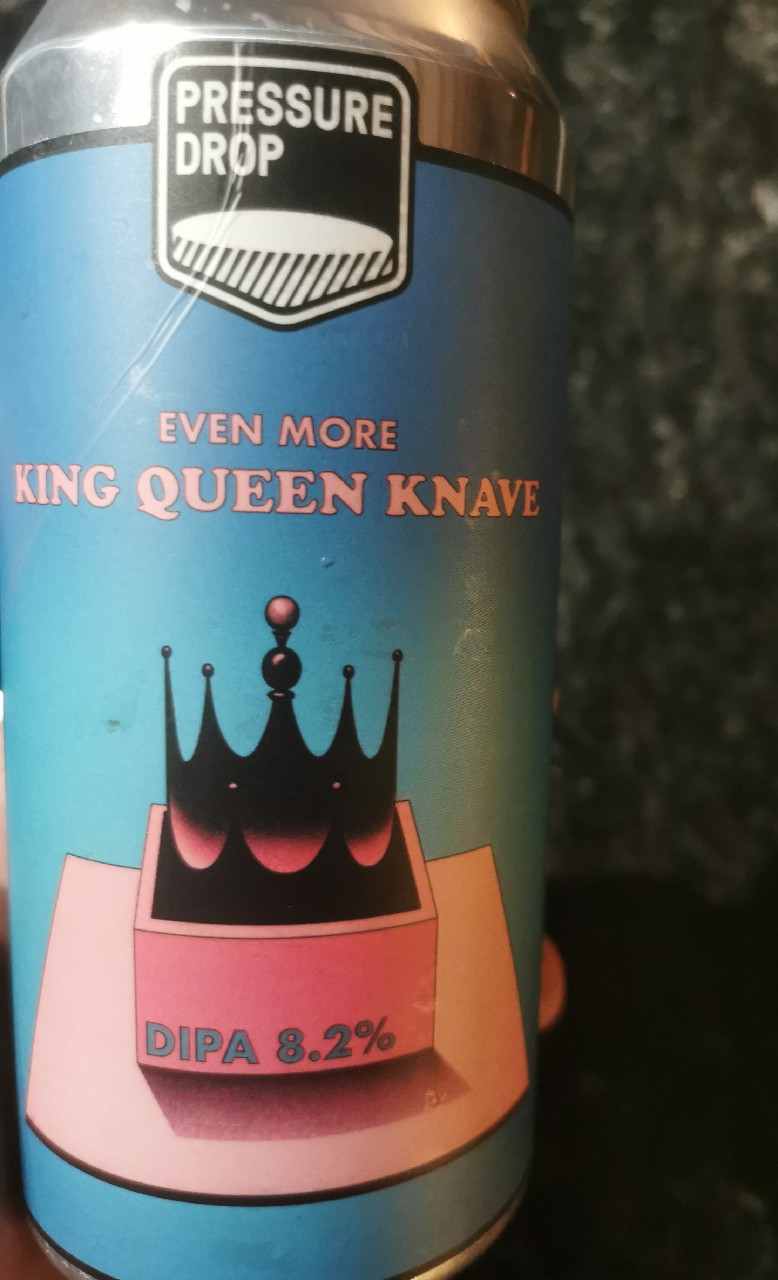 PRESSURE
DROP
EVEN MORE
KING QUEEN KNAVE
DIPA 8.2%